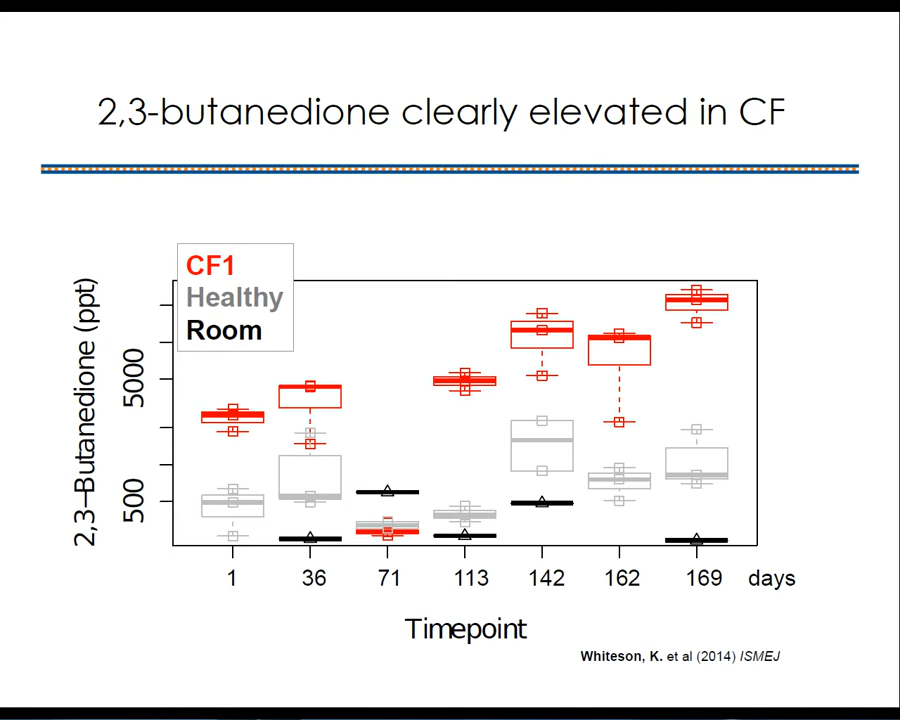 2,3-butanedione clearly elevated in CF
CF1
Healthy
Room
2,3–Butanedione (ppt)
5000
500
1 36 71 113 142 162 169 days
Timepoint
Whiteson, K. et al (2014) ISMEJ